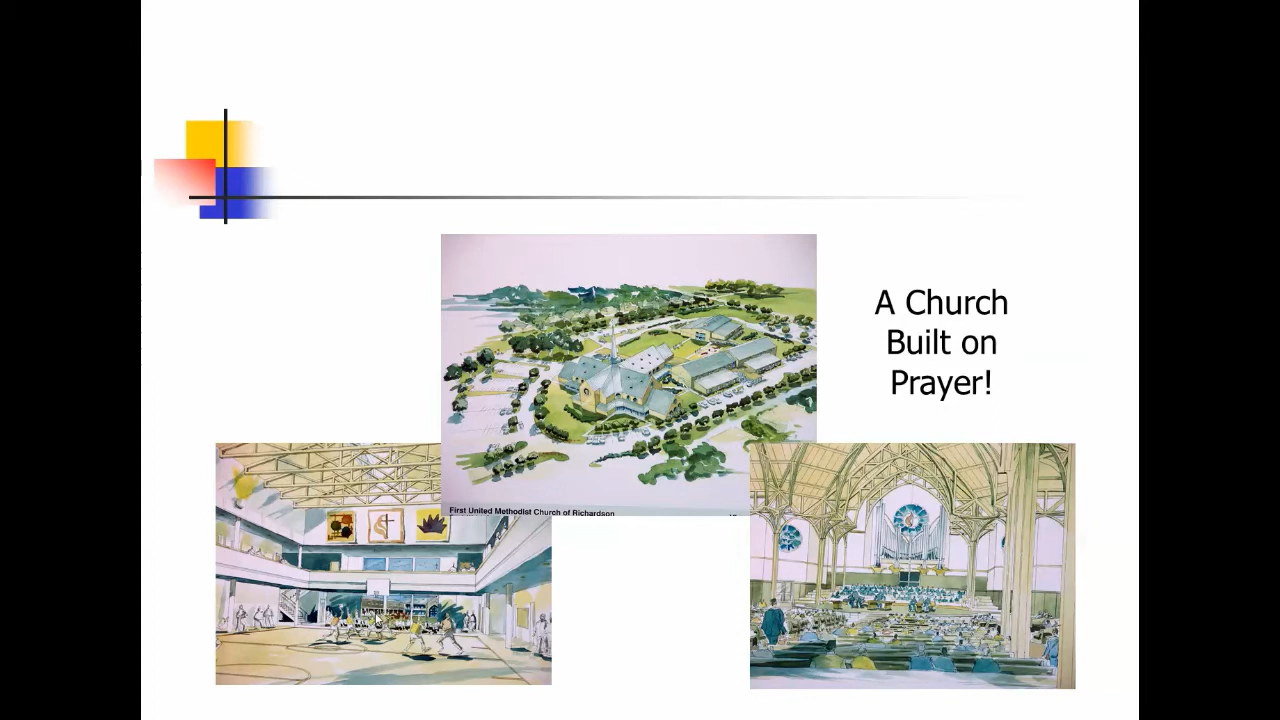 A Church
Built on
Prayer!
First United Methodist Church of Richardson